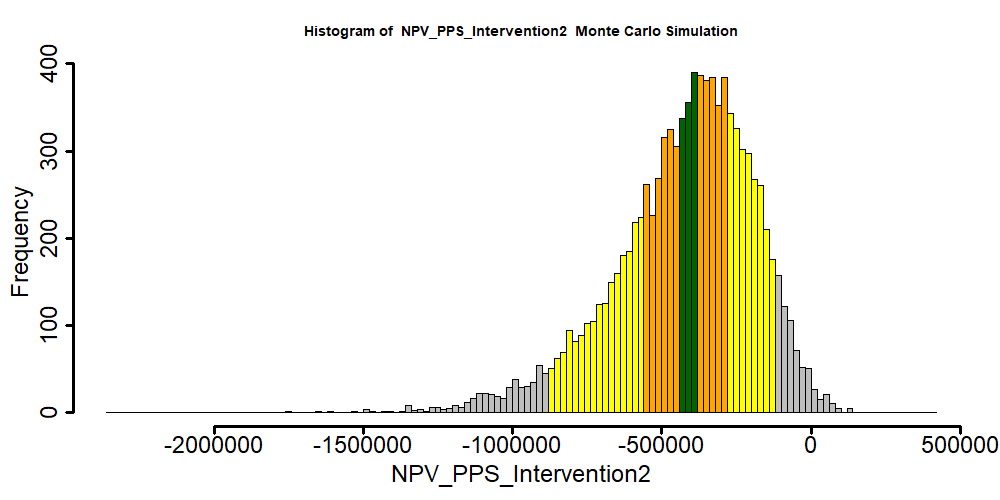 Histogram of NPV_PPS_Intervention2 Monte Carlo Simulation
400
300
200
100
0
Frequency
-2000000 -1500000 -1000000 -500000 0 500000
NPV_PPS_Intervention2